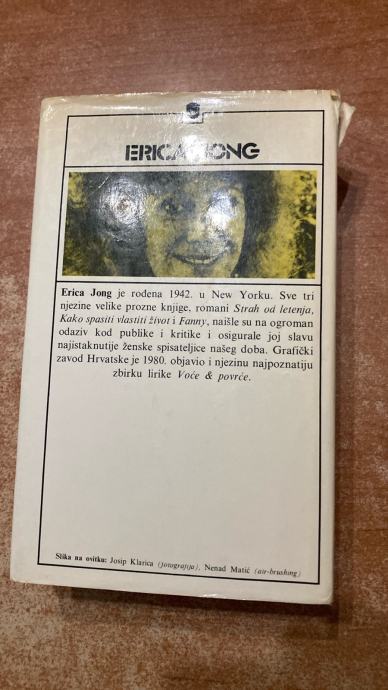 ERICA JONG
Erica Jong je rođena 1942. u New Yorku. Sve tri
njezine velike prozne knjige, romani Strah od letenja,
Kako spasiti vlastiti život i Fanny, naišle su na ogroman
odaziv kod publike i kritike i osigurale joj slavu
najistaknutije ženske spisateljice našeg doba. Grafički
zavod Hrvatske je 1980. objavio i njezinu najpoznatiju
zbirku lirike Voće & povrće.
Slika na ovitku: Josip Klarica (fotografija), Nenad Matić (air-brushing)